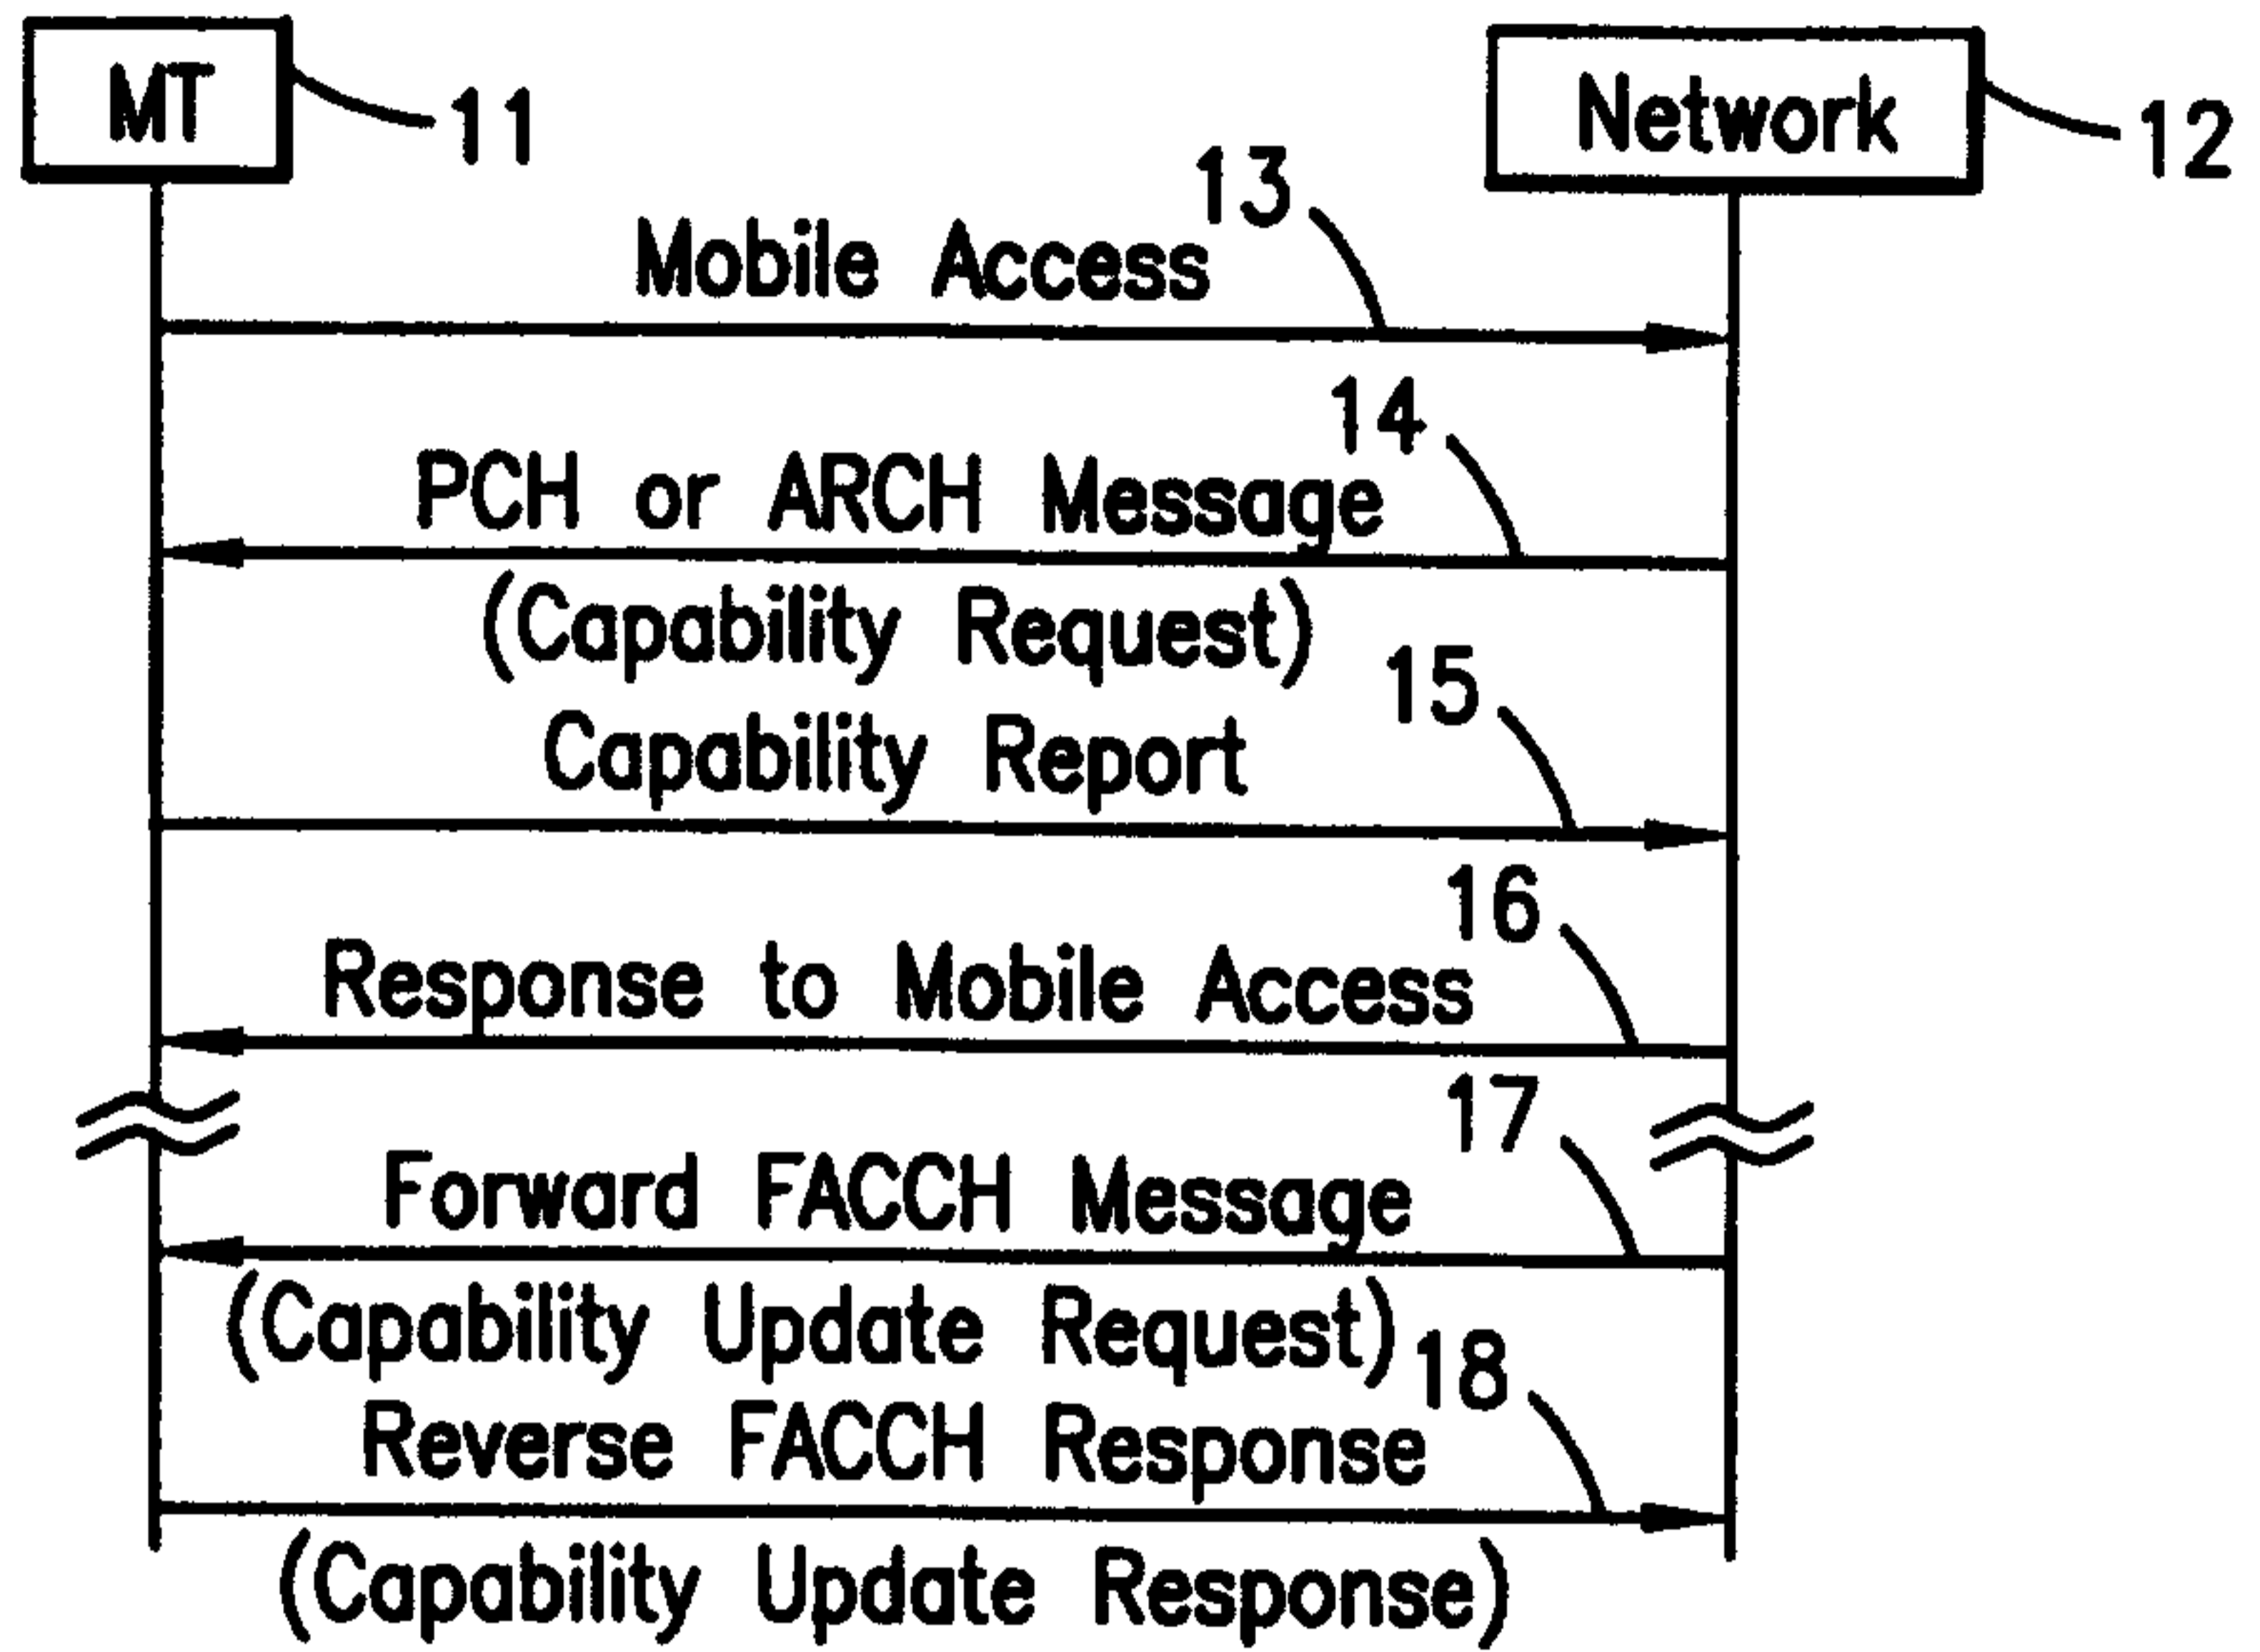 MT
11
Network
12
13
Mobile Access
14
PCH or ARCH Message
(Capability Request)
15
Capability Report
16
Response to Mobile Access
17
Forward FACCH Message
(Capability Update Request)
18
Reverse FACCH Response
(Capability Update Response)